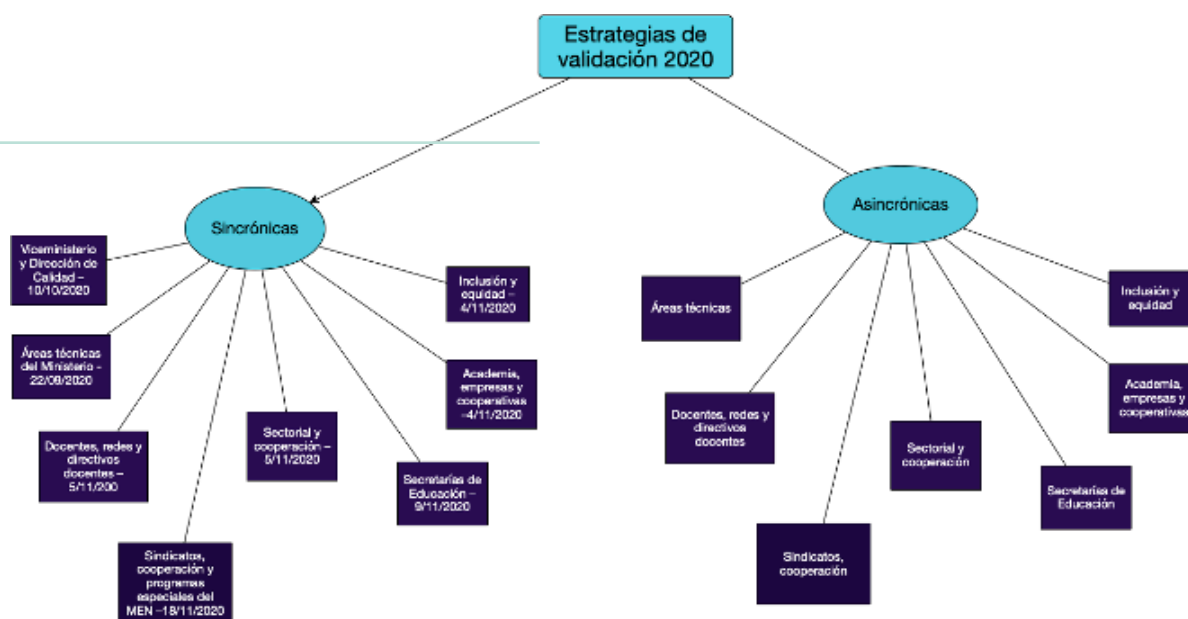 Estrategias de
validación 2020
Sincrónicas
Viceministerio
y Dirección de
Calidad –
10/10/2020
Áreas técnicas
del Ministerio –
22/09/2020
Docentes, redes y
directivos
docentes –
5/11/200
Sindicatos,
cooperación y
programas
especiales del
MEN –18/11/2020
Sectorial y
cooperación –
5/11/2020
Secretarías de
Educación –
9/11/2020
Academia,
empresas y
cooperativas
–4/11/2020
Inclusión y
equidad –
4/11/2020
Asincrónicas
Áreas técnicas
Docentes, redes y
directivos
docentes
Sindicatos,
cooperación
Sectorial y
cooperación
Secretarías de
Educación
Academia,
empresas y
cooperativas
Inclusión y
equidad